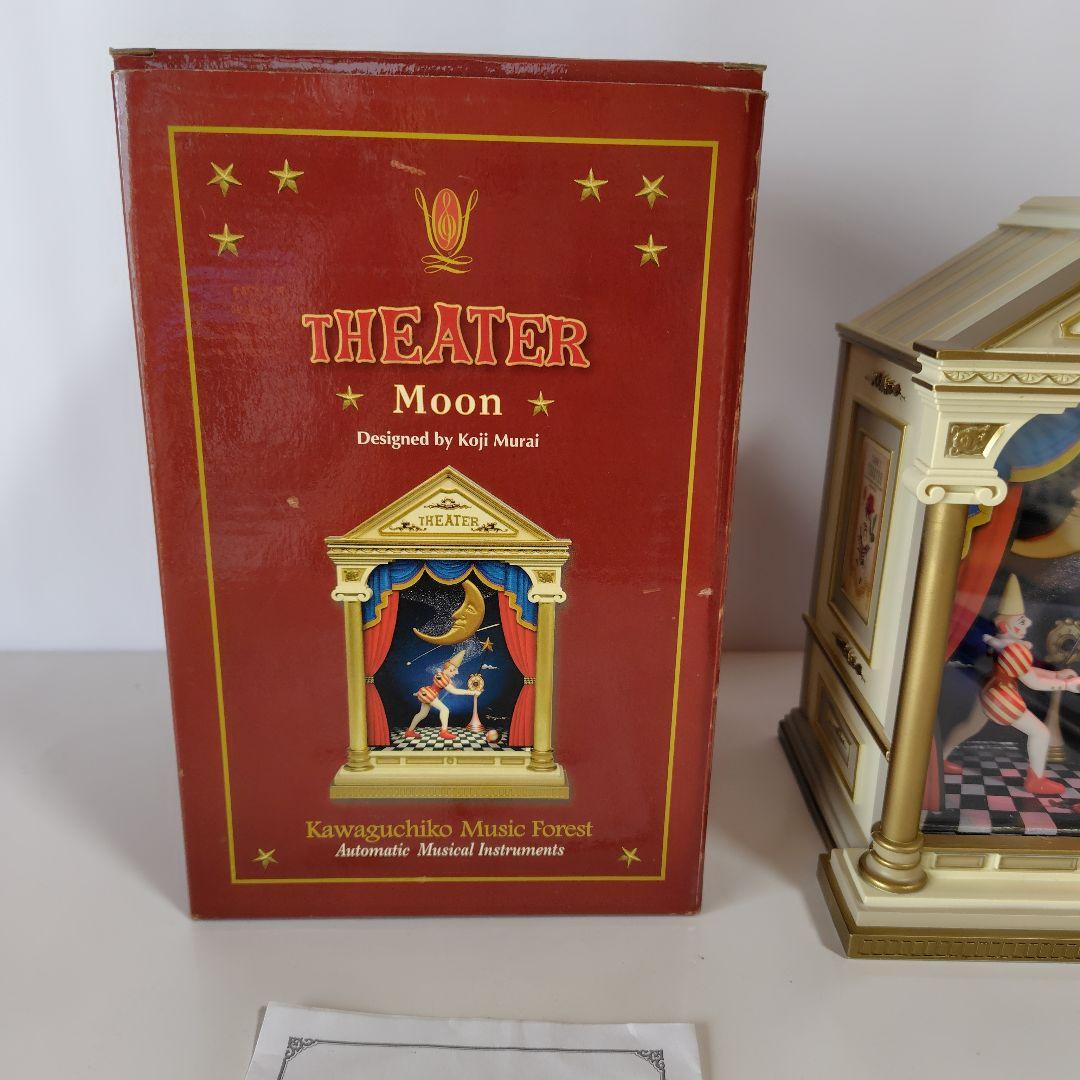 THEATER
Moon
Designed by Koji Murai
THEATER
Kawaguchiko Music Forest
Automatic Musical Instruments